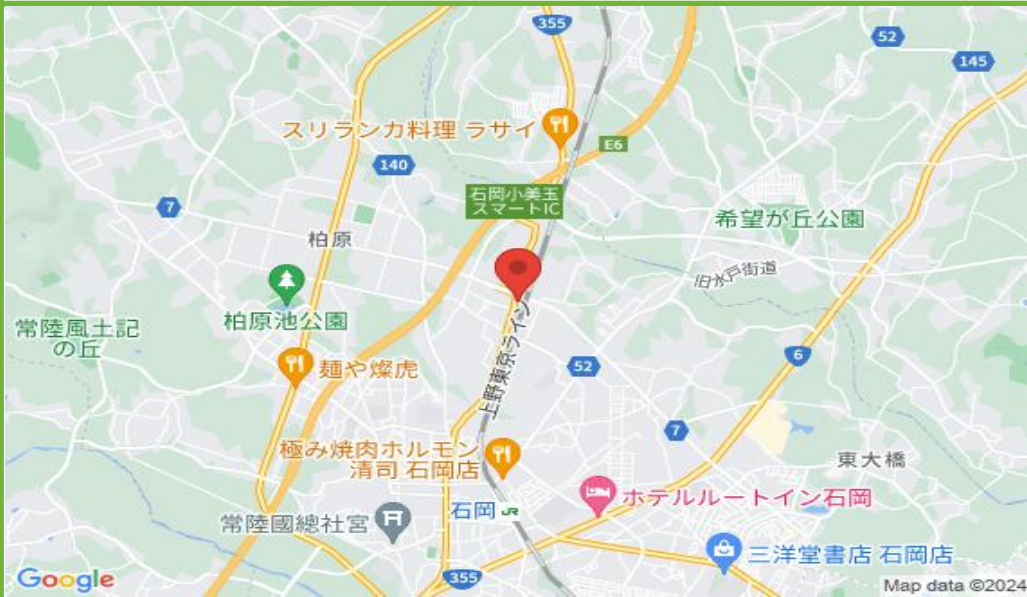 355
52
145
スリランカ料理 ラサイ
E6
140
石岡小美玉
スマートIC
7
希望が丘公園
柏原
旧水戸街道
柏原池公園
常陸風土記
の丘
上野東京ライン
6
麺や燦虎
52
7
極み焼肉ホルモン
清司 石岡店
東大橋
ホテルルートイン石岡
石岡 JR
常陸國總社宮
三洋堂書店 石岡店
355
Google
Map data ©2024